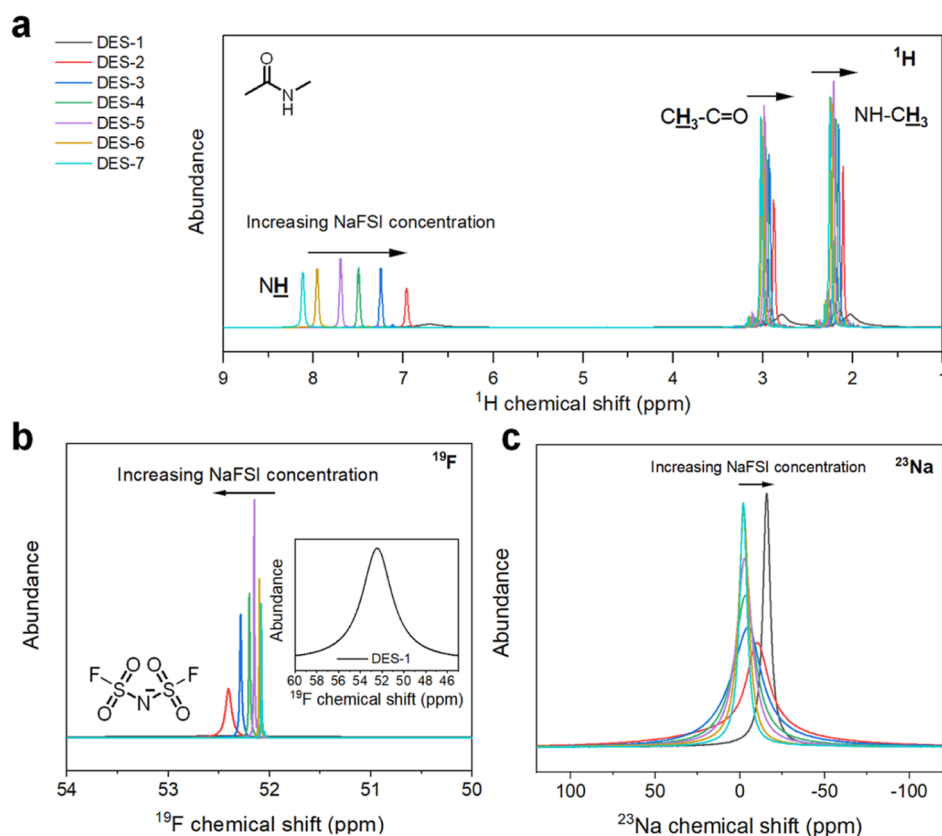 a
DES-1
DES-2
DES-3
DES-4
DES-5
DES-6
DES-7
Abundance
O
N
H
¹H
CH₃-C=O
NH-CH₃
Increasing NaFSI concentration
NH
9 8 7 6 5 4 3 2 1
¹H chemical shift (ppm)
b
¹⁹F
Increasing NaFSI concentration
Abundance
F O O F
S N⁻ S
O O
Abundance
DES-1
60 58 56 54 52 50 48 46
¹⁹F chemical shift (ppm)
54 53 52 51 50
¹⁹F chemical shift (ppm)
c
Increasing NaFSI concentration
²³Na
Abundance
100 50 0 -50 -100
²³Na chemical shift (ppm)